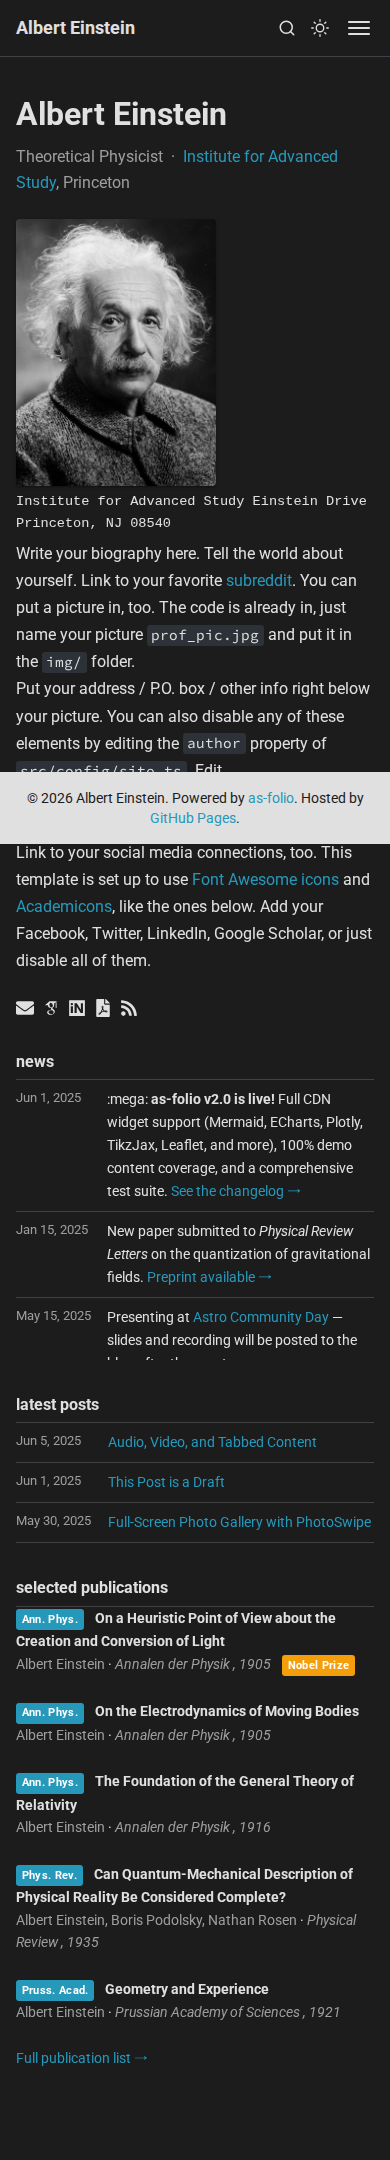 Albert Einstein
Albert Einstein
Theoretical Physicist · Institute for Advanced
Study, Princeton
Institute for Advanced Study Einstein Drive
Princeton, NJ 08540
Write your biography here. Tell the world about
yourself. Link to your favorite subreddit. You can
put a picture in, too. The code is already in, just
name your picture prof_pic.jpg and put it in
the img/ folder.
Put your address / P.O. box / other info right below
your picture. You can also disable any of these
elements by editing the author property of
src/config/site.ts. Edit
© 2026 Albert Einstein. Powered by as-folio. Hosted by
GitHub Pages.
Link to your social media connections, too. This
template is set up to use Font Awesome icons and
Academicons, like the ones below. Add your
Facebook, Twitter, LinkedIn, Google Scholar, or just
disable all of them.
news
Jun 1, 2025 :mega: as-folio v2.0 is live! Full CDN
widget support (Mermaid, ECharts, Plotly,
TikzJax, Leaflet, and more), 100% demo
content coverage, and a comprehensive
test suite. See the changelog →
Jan 15, 2025 New paper submitted to Physical Review
Letters on the quantization of gravitational
fields. Preprint available →
May 15, 2025 Presenting at Astro Community Day —
slides and recording will be posted to the
latest posts
Jun 5, 2025 Audio, Video, and Tabbed Content
Jun 1, 2025 This Post is a Draft
May 30, 2025 Full-Screen Photo Gallery with PhotoSwipe
selected publications
Ann. Phys. On a Heuristic Point of View about the
Creation and Conversion of Light
Albert Einstein · Annalen der Physik , 1905 Nobel Prize
Ann. Phys. On the Electrodynamics of Moving Bodies
Albert Einstein · Annalen der Physik , 1905
Ann. Phys. The Foundation of the General Theory of
Relativity
Albert Einstein · Annalen der Physik , 1916
Phys. Rev. Can Quantum-Mechanical Description of
Physical Reality Be Considered Complete?
Albert Einstein, Boris Podolsky, Nathan Rosen · Physical
Review , 1935
Pruss. Acad. Geometry and Experience
Albert Einstein · Prussian Academy of Sciences , 1921
Full publication list →